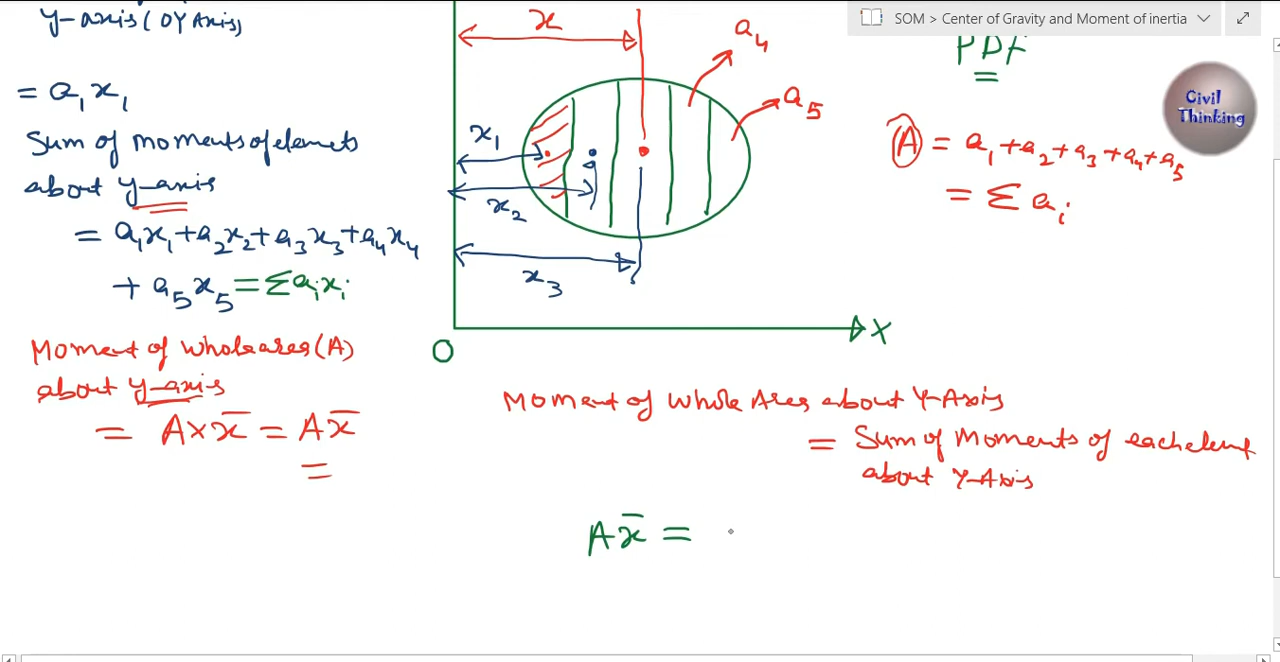 y-axis(OY Axis)
= a₁x₁
Sum of moments of elements
about y-axis
= a₁x₁+a₂x₂+a₃x₃+a₄x₄
+ a₅x₅ = Σaᵢxᵢ
Moment of whole area(A)
about y-axis
= A×x̅ = Ax̅
=
x
a₄
a₅
x₁
x₂
x₃
O
X
SOM > Center of Gravity and Moment of inertia
PDF
Civil
Thinking
A = a₁+a₂+a₃+a₄+a₅
= Σ aᵢ
Moment of whole Area about Y-Axis
= Sum of Moments of each element
about Y-Axis
Ax̅ =